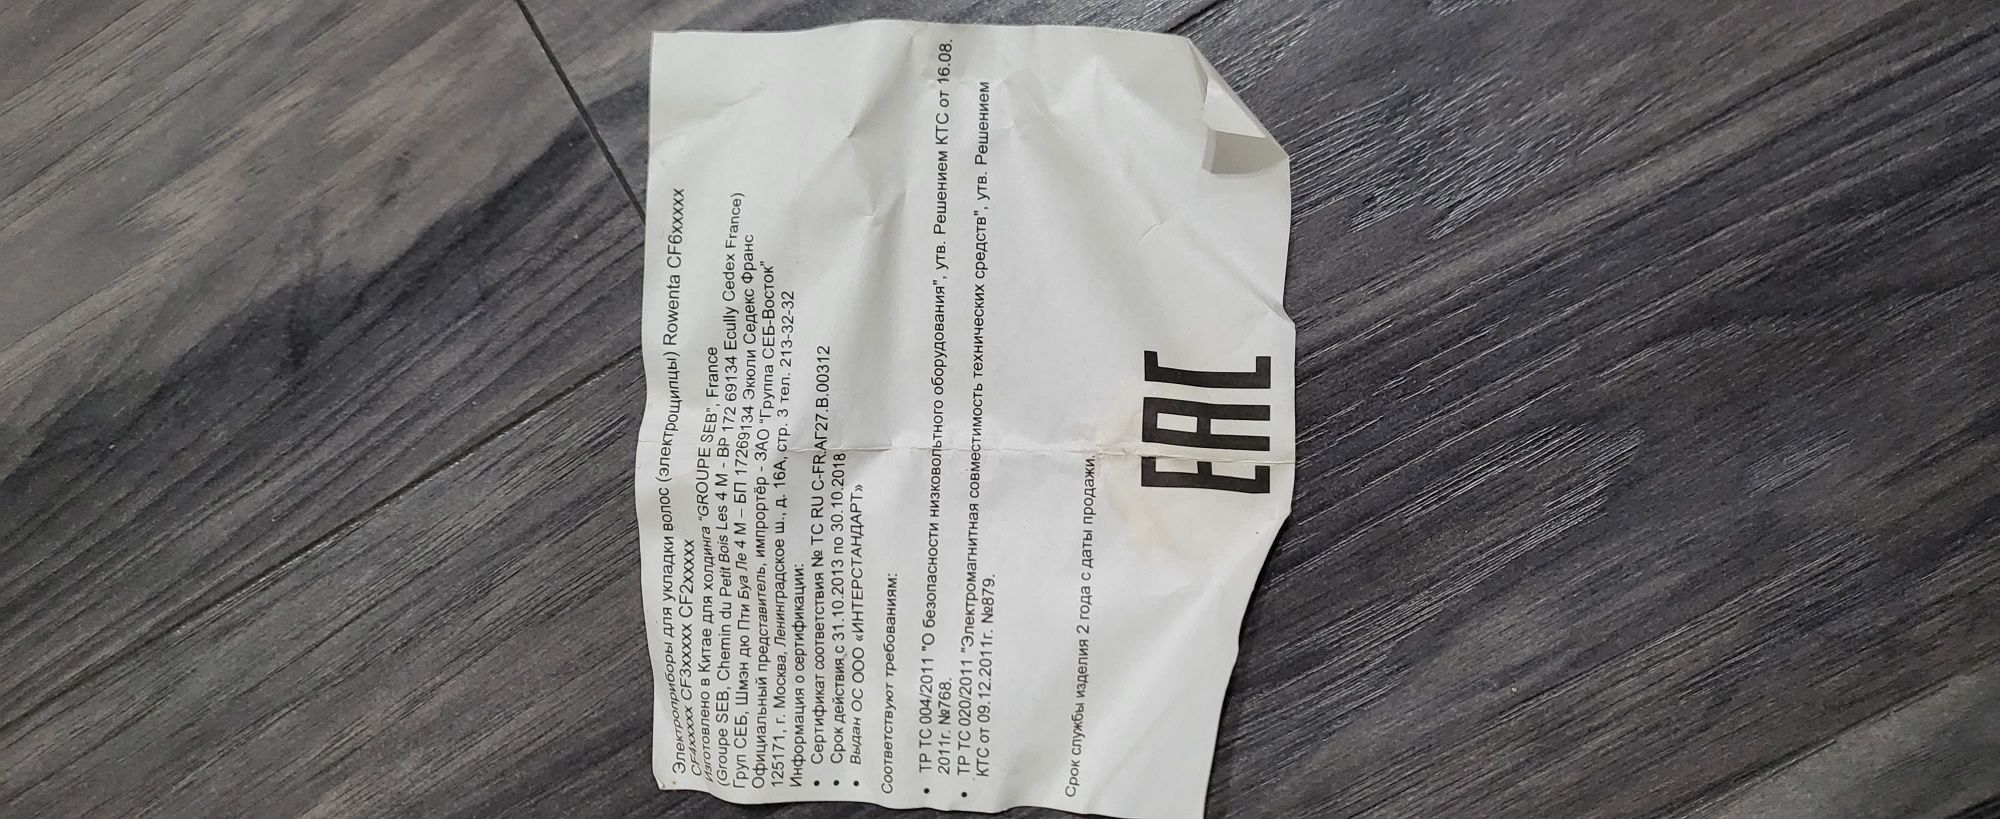 Электроприборы для укладки волос (электрощипцы) Rowenta CF6xxxxx
CF4xxxxx CF3xxxxx CF2xxxxx
Изготовлено в Китае для холдинга “GROUPE SEB”, France
(Groupe SEB, Chemin du Petit Bois Les 4 M - BP 172 69134 Ecully Cedex France)
Груп СЕБ, Шмэн дю Пти Буа Ле 4 М – БП 17269134 Экюли Седекс Франс
Официальный представитель, импрортёр - ЗАО “Группа СЕБ-Восток”
125171, г. Москва, Ленинградское ш., д. 16А, стр. 3 тел. 213-32-32
Информация о сертификации:
• Сертификат соответствия № ТС RU С-FR.АГ27.В.00312
• Срок действия с 31.10.2013 по 30.10.2018
• Выдан ОС ООО «ИНТЕРСТАНДАРТ»
Соответствуют требованиям:
• ТР ТС 004/2011 "О безопасности низковольтного оборудования", утв. Решением КТС от 16.08.
2011г. №768.
• ТР ТС 020/2011 "Электромагнитная совместимость технических средств", утв. Решением
КТС от 09.12.2011г. №879.
Срок службы изделия 2 года с даты продажи.
EAC